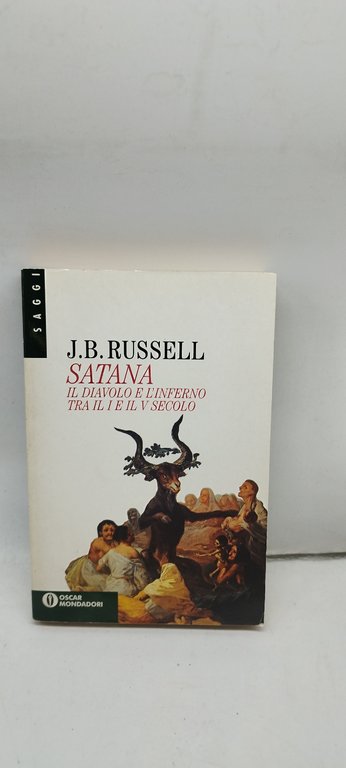 SAGGI
J.B. RUSSELL
SATANA
IL DIAVOLO E L'INFERNO
TRA IL I E IL V SECOLO
OSCAR
MONDADORI